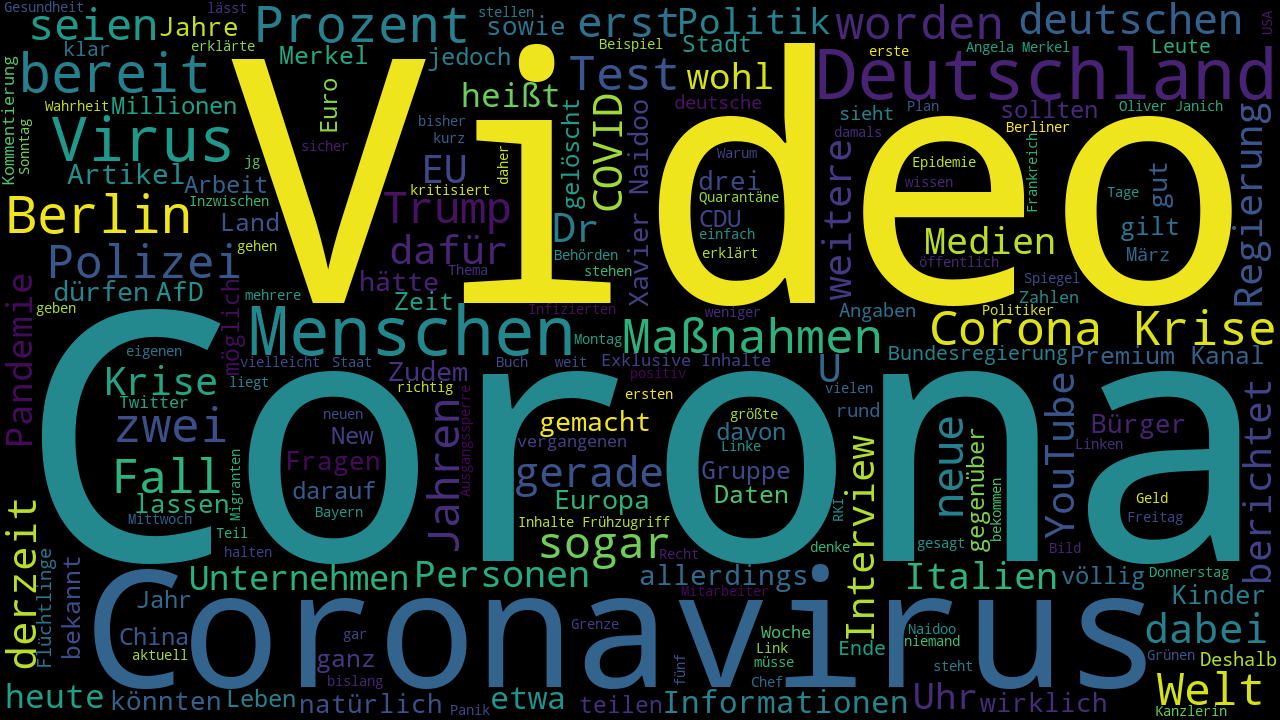 Gesundheit
lässt
seien
Jahre
Prozent
stellen
sowie
erst
Politik
worden
deutschen
USA
klar
erklärte
Merkel
jedoch
Beispiel
Stadt
erste
Angela Merkel
Leute
bereit
Video
Test
wohl
Deutschland
Kommentierung
Wahrheit
Millionen
Euro
heißt
deutsche
sieht
Plan
sollten
Oliver Janich
Sonntag
Virus
sicher
bisher
kurz
gelöscht
COVID
Xavier Naidoo
damals
Berliner
Regierung
Artikel
jg
EU
daher
Warum
Epidemie
Frankreich
Arbeit
kritisiert
drei
weitere
wissen
gut
Inzwischen
Quarantäne
Tage
Berlin
Land
Trump
Dr
CDU
einfach
gilt
Polizei
gehen
dafür
Behörden
erklärt
Medien
März
öffentlich
Thema
stehen
dürfen
AfD
mehrere
hätte
Zeit
Spiegel
Zahlen
geben
Infizierten
weniger
Angaben
Politiker
Pandemie
möglich
Menschen
Montag
Maßnahmen
Corona Krise
eigenen
vielleicht
Staat
Buch
weit
Exklusive Inhalte
U
Bundesregierung
Premium Kanal
Krise
liegt
Zudem
richtig
positiv
vielen
Corona
Twitter
ersten
zwei
neuen
gemacht
größte
rund
Bürger
New
Jahren
Ausgangssperre
vergangenen
davon
Linke
neue
YouTube
Linken
berichtet
Fall
Migranten
Fragen
gerade
Gruppe
gegenüber
lassen
darauf
Europa
Daten
Interview
bekommen
Geld
Mittwoch
Bayern
Inhalte Frühzugriff
RKI
Freitag
derzeit
Teil
sogar
gesagt
halten
Recht
denke
Bild
Flüchtlinge
bekannt
Unternehmen
Personen
allerdings
Italien
völlig
Donnerstag
Jahr
Coronavirus
Mitarbeiter
Kinder
China
gar
Grenze
Woche
Naidoo
dabei
aktuell
Link
niemand
ganz
müsse
Ende
Grünen
Deshalb
bislang
fünf
Chef
steht
heute
könnten
Leben
natürlich
Panik
etwa
teilen
Informationen
Uhr
wirklich
Welt
Kanzlerin